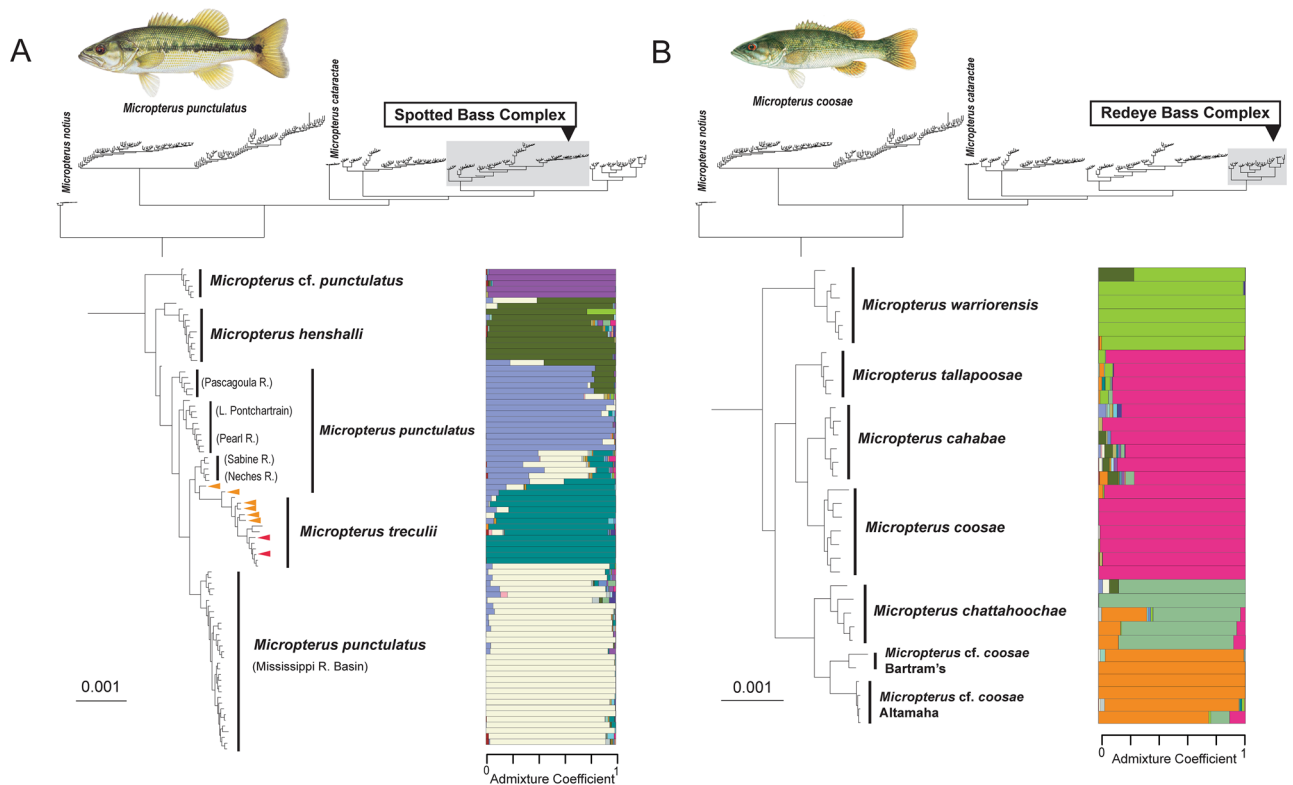 A
Micropterus punctulatus
Micropterus notius
Micropterus cataractae
Spotted Bass Complex
Micropterus cf. punctulatus
Micropterus henshalli
(Pascagoula R.)
(L. Pontchartrain)
(Pearl R.)
Micropterus punctulatus
(Sabine R.)
(Neches R.)
Micropterus treculii
Micropterus punctulatus
(Mississippi R. Basin)
0.001
0 1
Admixture Coefficient
B
Micropterus coosae
Micropterus notius
Micropterus cataractae
Redeye Bass Complex
Micropterus warriorensis
Micropterus tallapoosae
Micropterus cahabae
Micropterus coosae
Micropterus chattahoochae
Micropterus cf. coosae
Bartram's
Micropterus cf. coosae
Altamaha
0.001
0 1
Admixture Coefficient